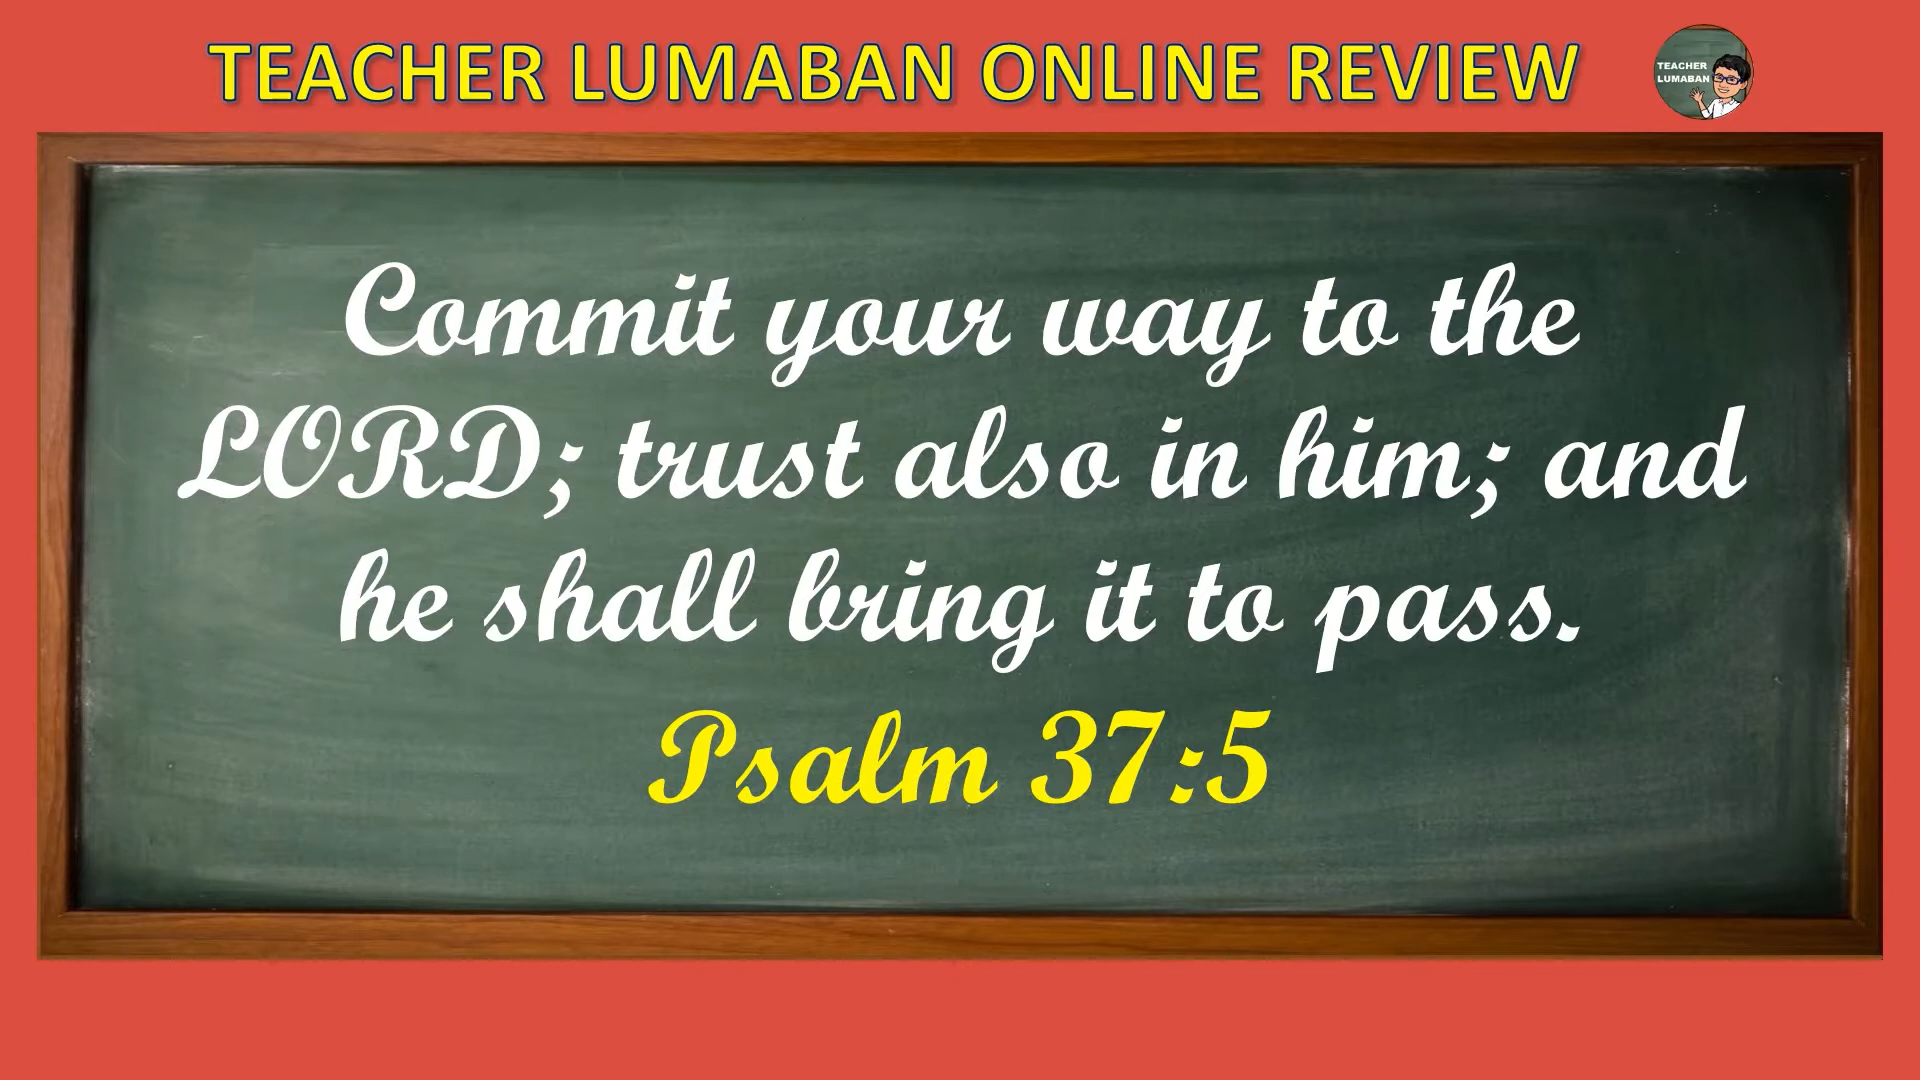 TEACHER LUMABAN ONLINE REVIEW
TEACHER
LUMABAN
Commit your way to the
LORD; trust also in him; and
he shall bring it to pass.
Psalm 37:5